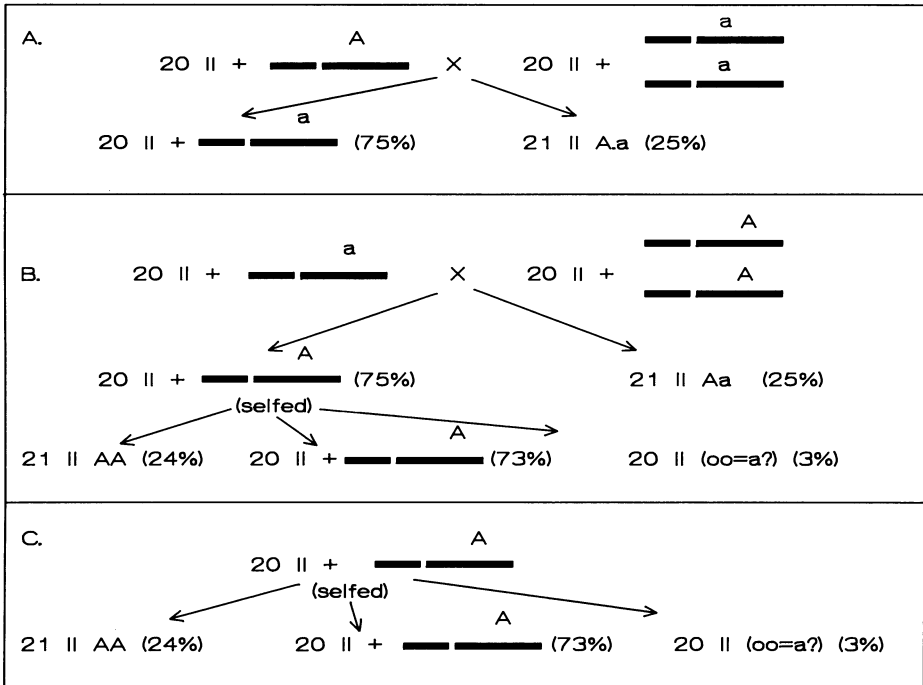 a
A. A
20 II + X 20 II +
a
a
20 II + (75%) 21 II A.a (25%)
A
B. a
20 II + X 20 II +
A
A
20 II + (75%) 21 II Aa (25%)
(selfed)
A
21 II AA (24%) 20 II + (73%) 20 II (oo=a?) (3%)
C.
A
20 II +
(selfed)
A
21 II AA (24%) 20 II + (73%) 20 II (oo=a?) (3%)